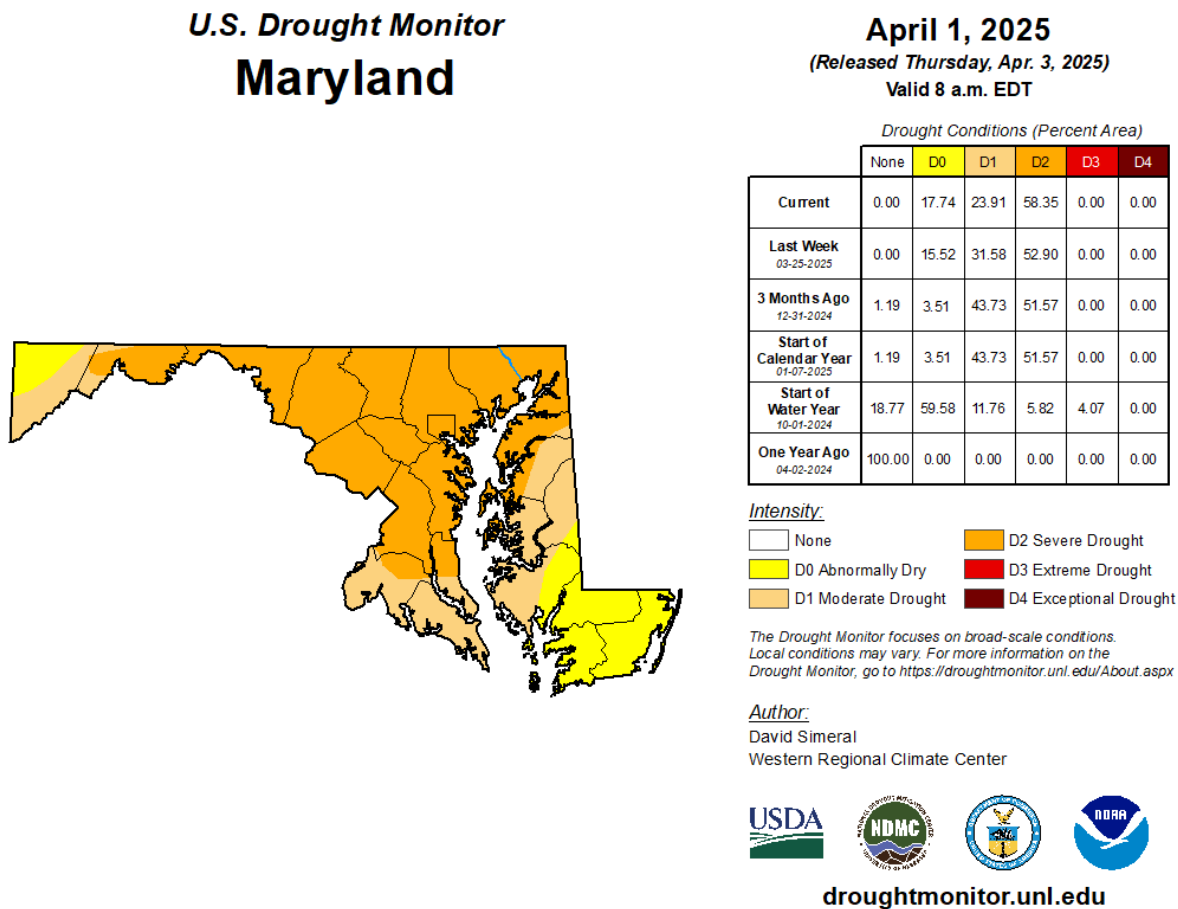 U.S. Drought Monitor
Maryland
April 1, 2025
(Released Thursday, Apr. 3, 2025)
Valid 8 a.m. EDT
Drought Conditions (Percent Area)
None D0 D1 D2 D3 D4
Current 0.00 17.74 23.91 58.35 0.00 0.00
Last Week
03-25-2025 0.00 15.52 31.58 52.90 0.00 0.00
3 Months Ago
12-31-2024 1.19 3.51 43.73 51.57 0.00 0.00
Start of
Calendar Year
01-07-2025 1.19 3.51 43.73 51.57 0.00 0.00
Start of
Water Year
10-01-2024 18.77 59.58 11.76 5.82 4.07 0.00
One Year Ago
04-02-2024 100.00 0.00 0.00 0.00 0.00 0.00
Intensity:
None
D0 Abnormally Dry
D1 Moderate Drought
D2 Severe Drought
D3 Extreme Drought
D4 Exceptional Drought
The Drought Monitor focuses on broad-scale conditions.
Local conditions may vary. For more information on the
Drought Monitor, go to https://droughtmonitor.unl.edu/About.aspx
Author:
David Simeral
Western Regional Climate Center
USDA
NDMC
NOAA
droughtmonitor.unl.edu